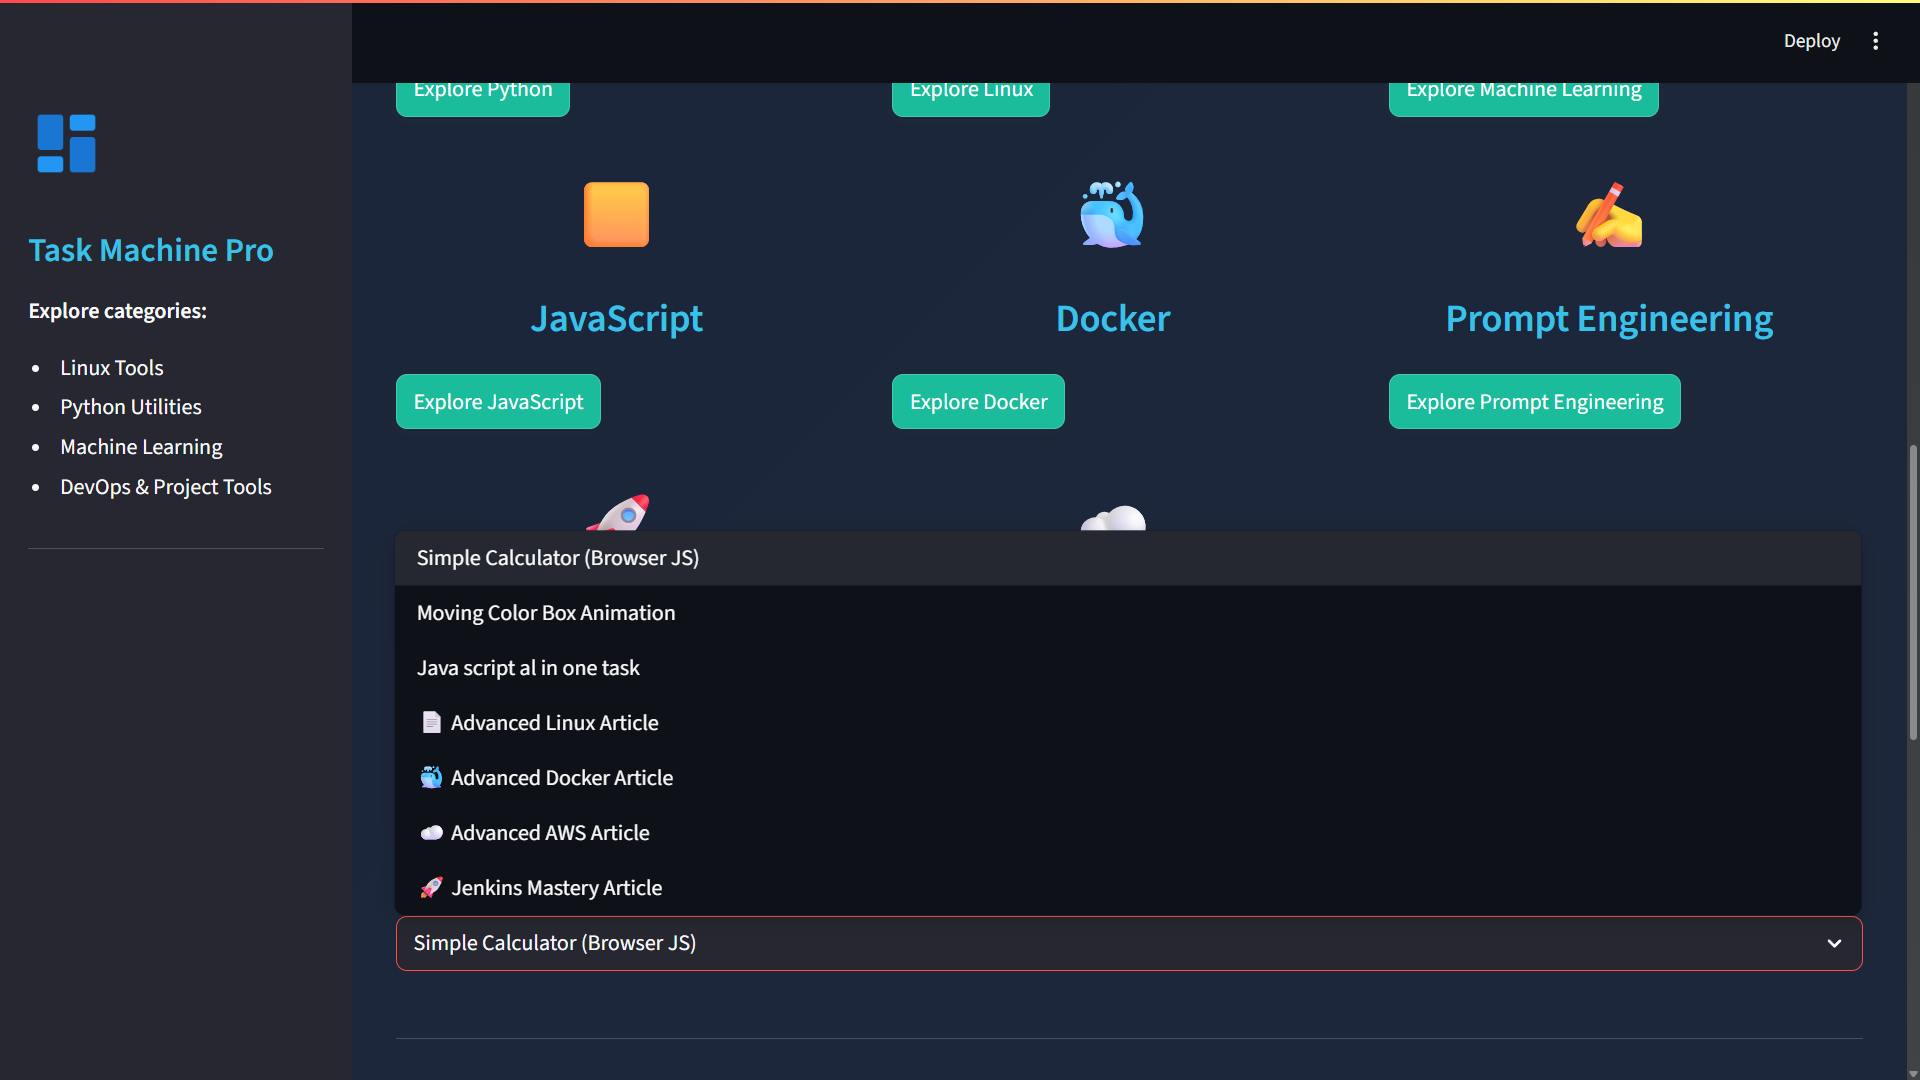 Deploy
Task Machine Pro
Explore categories:
Linux Tools
Python Utilities
Machine Learning
DevOps & Project Tools
Explore Python
Explore Linux
Explore Machine Learning
JavaScript
Docker
Prompt Engineering
Explore JavaScript
Explore Docker
Explore Prompt Engineering
Simple Calculator (Browser JS)
Moving Color Box Animation
Java script al in one task
Advanced Linux Article
Advanced Docker Article
Advanced AWS Article
Jenkins Mastery Article
Simple Calculator (Browser JS)